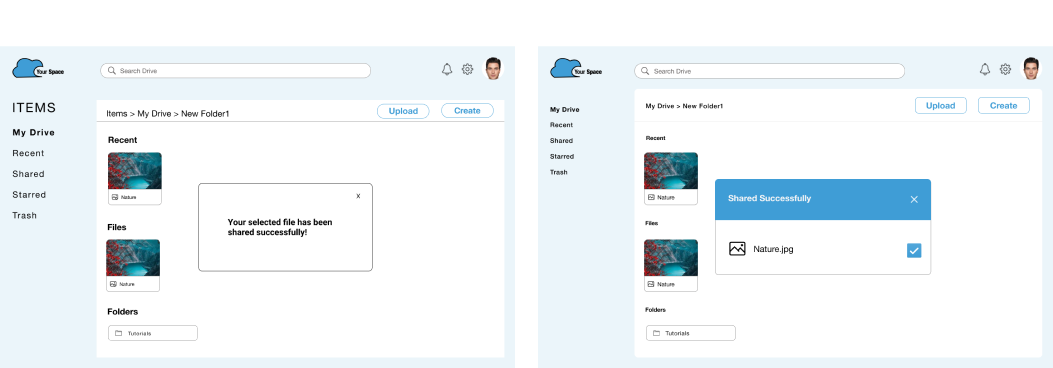 Your Space
Search Drive
ITEMS
My Drive
Recent
Shared
Starred
Trash
Items > My Drive > New Folder1
Upload
Create
Recent
Nature
x
Your selected file has been
shared successfully!
Files
Nature
Folders
Tutorials
Your Space
Search Drive
My Drive
Recent
Shared
Starred
Trash
My Drive > New Folder1
Upload
Create
Recent
Nature
Shared Successfully
Nature.jpg
Files
Nature
Folders
Tutorials